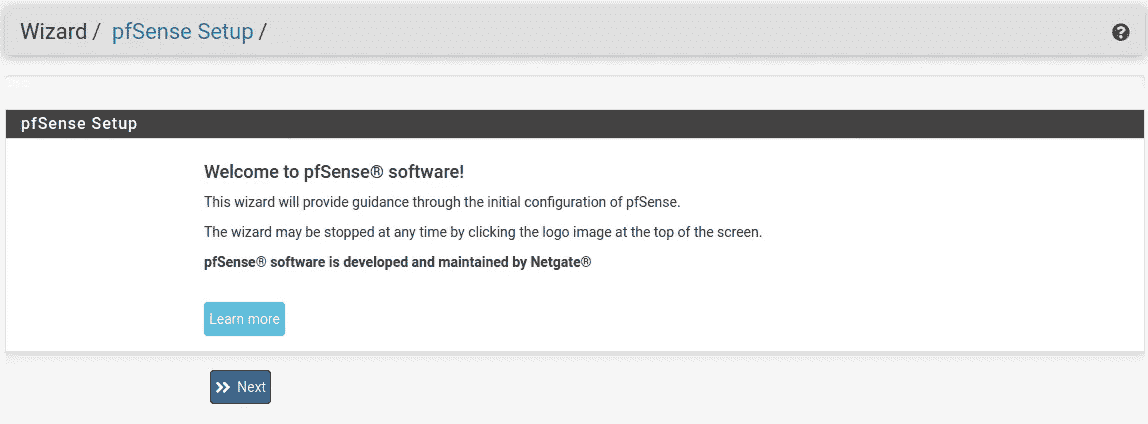 Wizard / pfSense Setup /
pfSense Setup
Welcome to pfSense® software!
This wizard will provide guidance through the initial configuration of pfSense.
The wizard may be stopped at any time by clicking the logo image at the top of the screen.
pfSense® software is developed and maintained by Netgate®
Learn more
Next